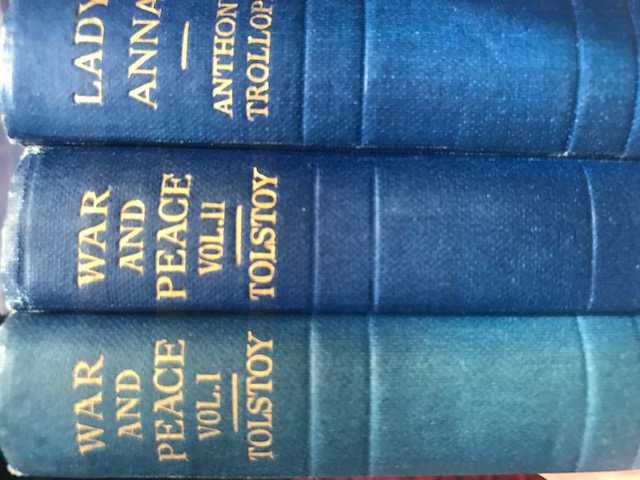 WAR
AND
PEACE
VOL.I
TOLSTOY
WAR
AND
PEACE
VOL.II
TOLSTOY
LADY
ANNA
ANTHON
TROLLOP